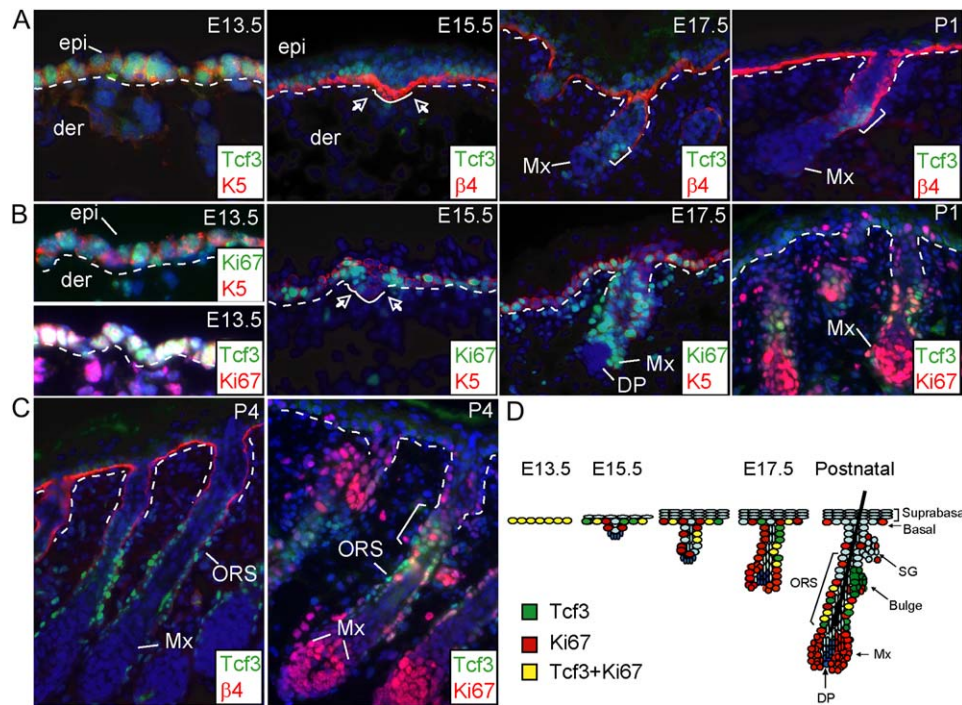 A
epi
E13.5
der
Tcf3
K5
epi
E15.5
der
Tcf3
β4
E17.5
Mx
Tcf3
β4
P1
Mx
Tcf3
β4
B
epi
E13.5
der
Ki67
K5
E13.5
Tcf3
Ki67
E15.5
Ki67
K5
E17.5
Mx
DP
Ki67
K5
P1
Mx
Tcf3
Ki67
C
P4
ORS
Mx
Tcf3
β4
P4
ORS
Mx
Tcf3
Ki67
D
E13.5 E15.5 E17.5 Postnatal
Suprabasal
Basal
SG
ORS
Bulge
Mx
DP
Tcf3
Ki67
Tcf3+Ki67